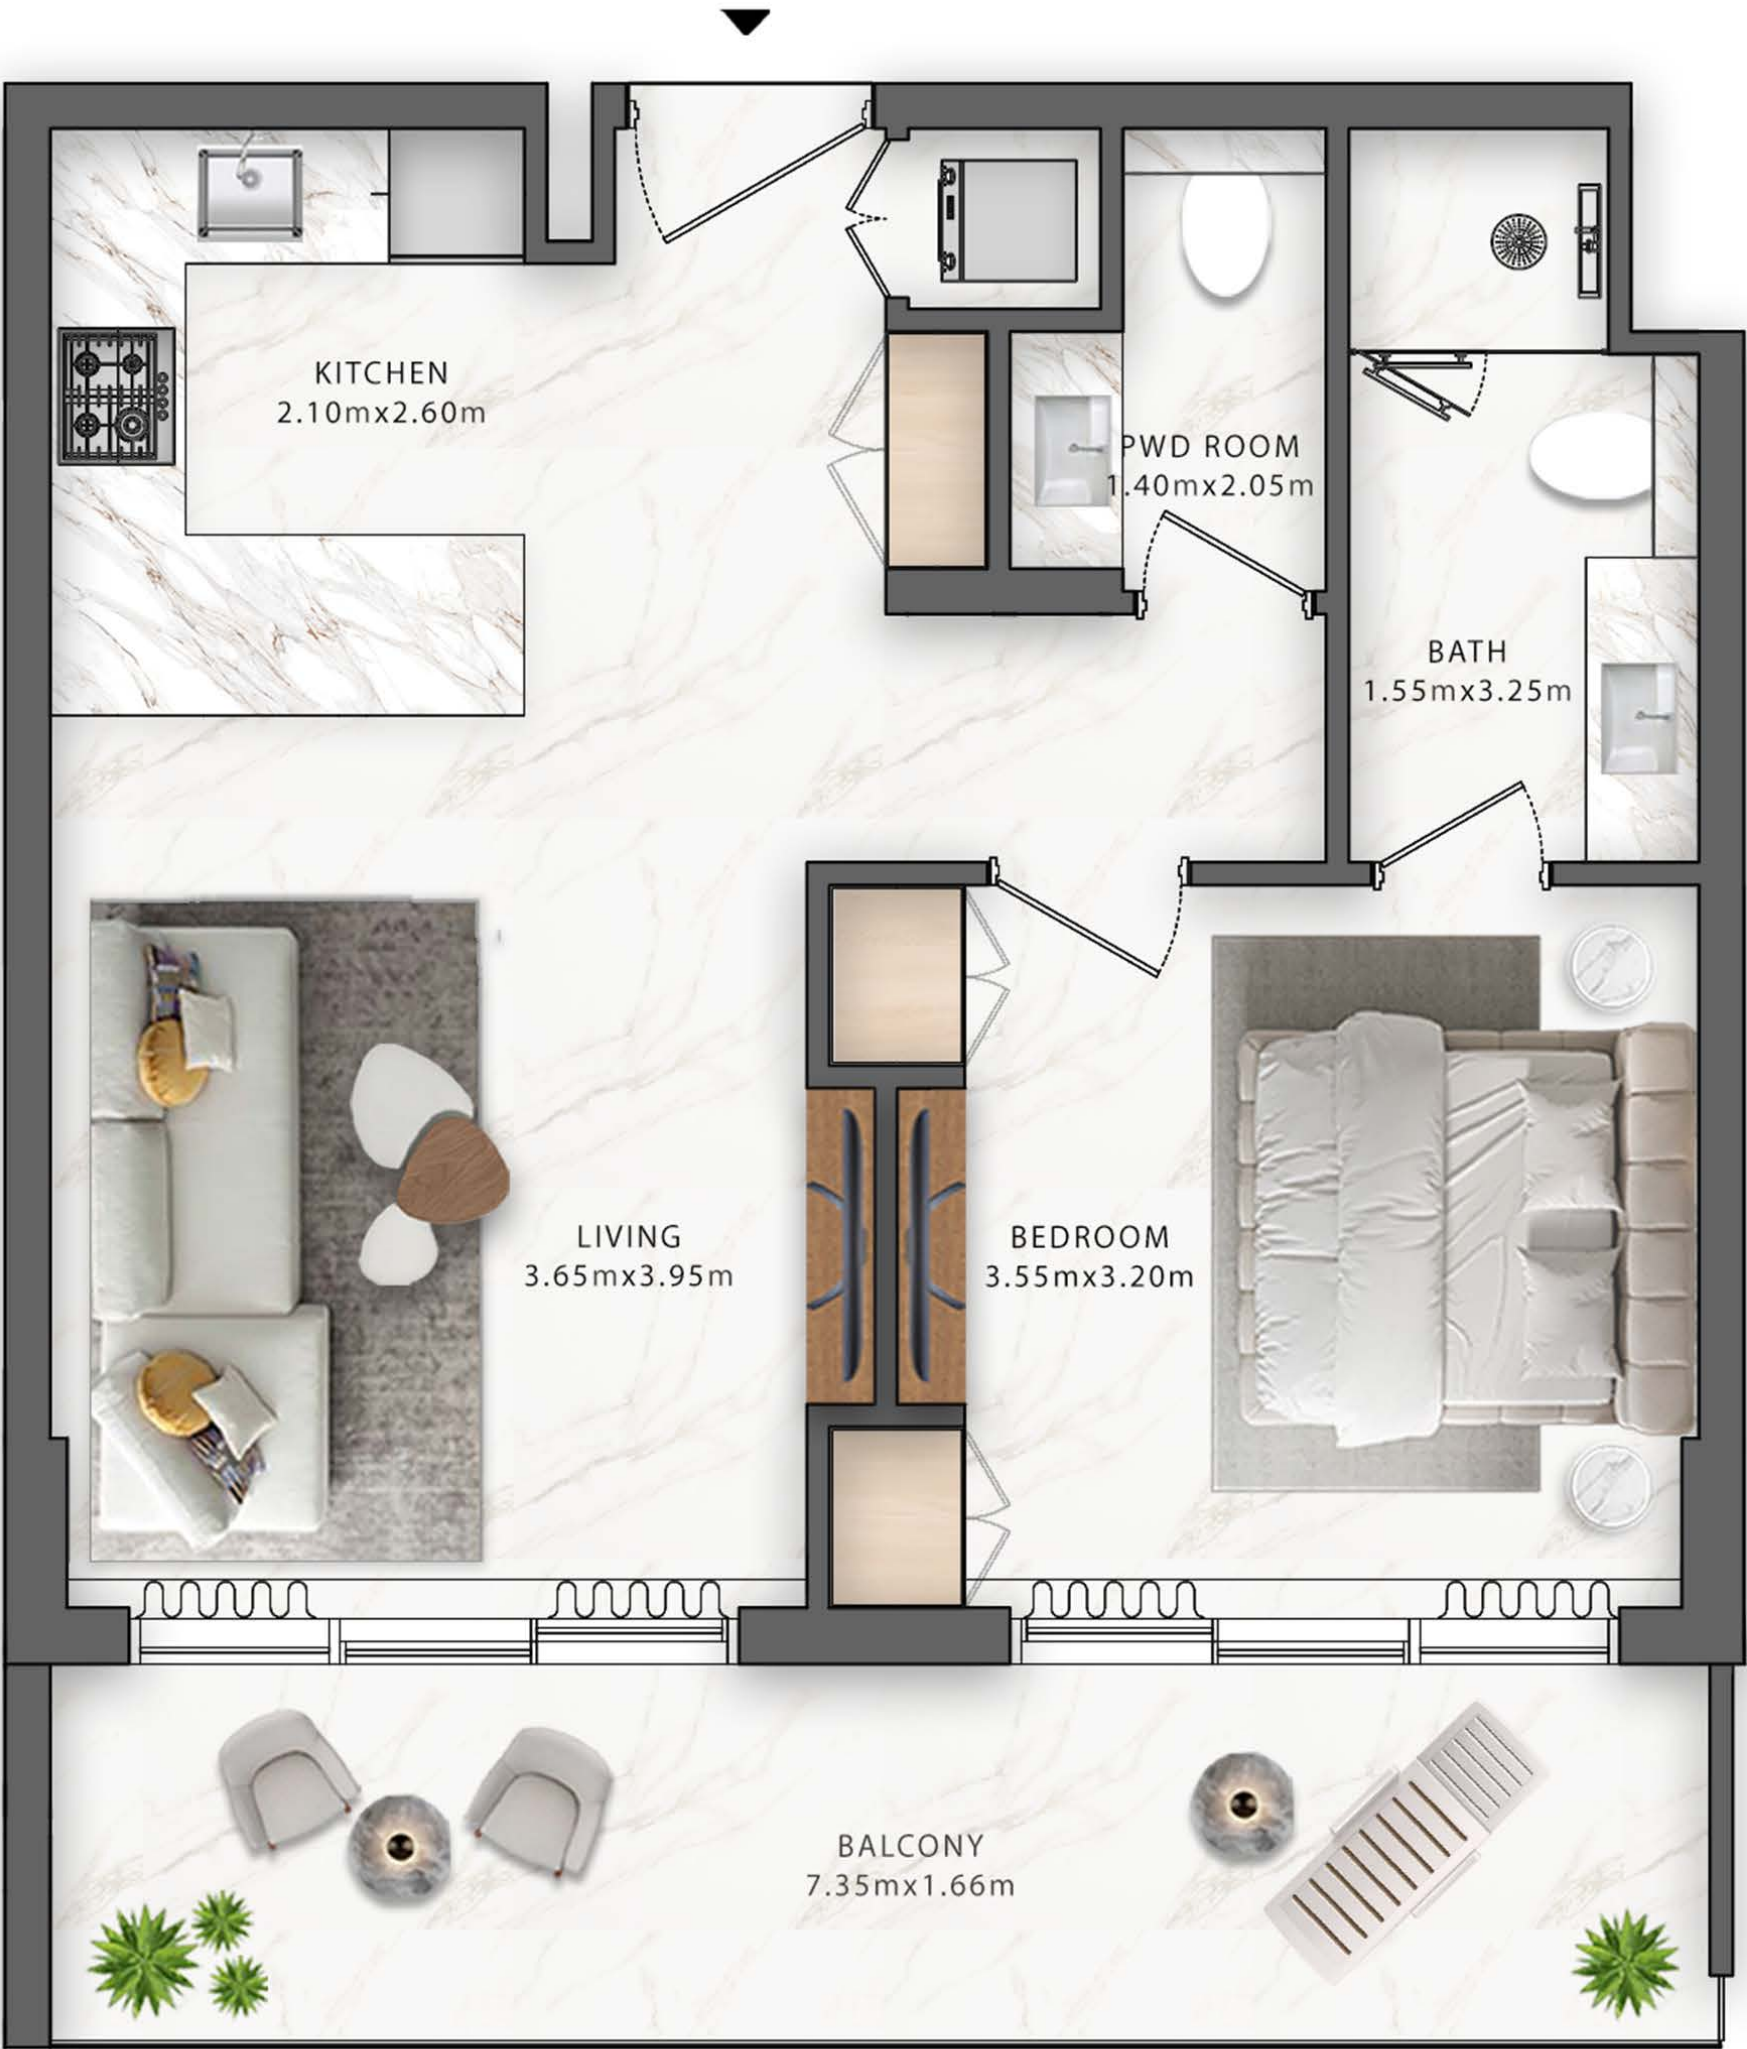 KITCHEN
2.10mx2.60m
PWD ROOM
1.40mx2.05m
BATH
1.55mx3.25m
LIVING
3.65mx3.95m
BEDROOM
3.55mx3.20m
BALCONY
7.35mx1.66m